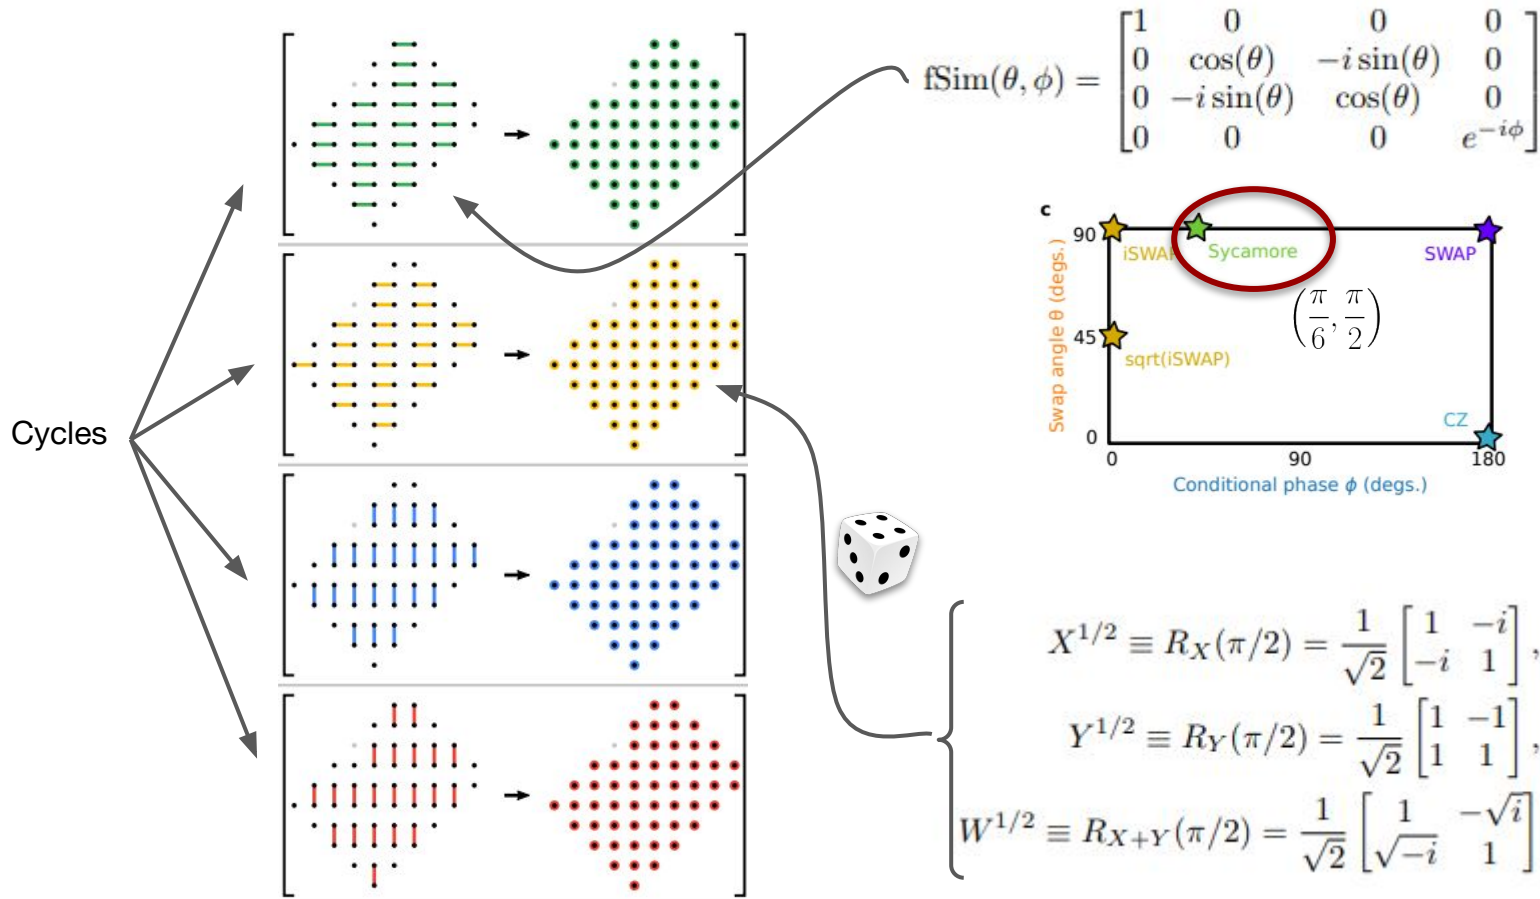 Cycles
fSim(θ, ϕ) = [1 0 0 0
0 cos(θ) −i sin(θ) 0
0 −i sin(θ) cos(θ) 0
0 0 0 e^{−iϕ}]
c
90
45
0
Swap angle θ (degs.)
iSWAP
Sycamore
SWAP
(π/6, π/2)
sqrt(iSWAP)
CZ
0 90 180
Conditional phase ϕ (degs.)
X^{1/2} ≡ R_X(π/2) = 1/√2 [1 −i
−i 1],
Y^{1/2} ≡ R_Y(π/2) = 1/√2 [1 −1
1 1],
W^{1/2} ≡ R_{X+Y}(π/2) = 1/√2 [1 −√i
√−i 1]